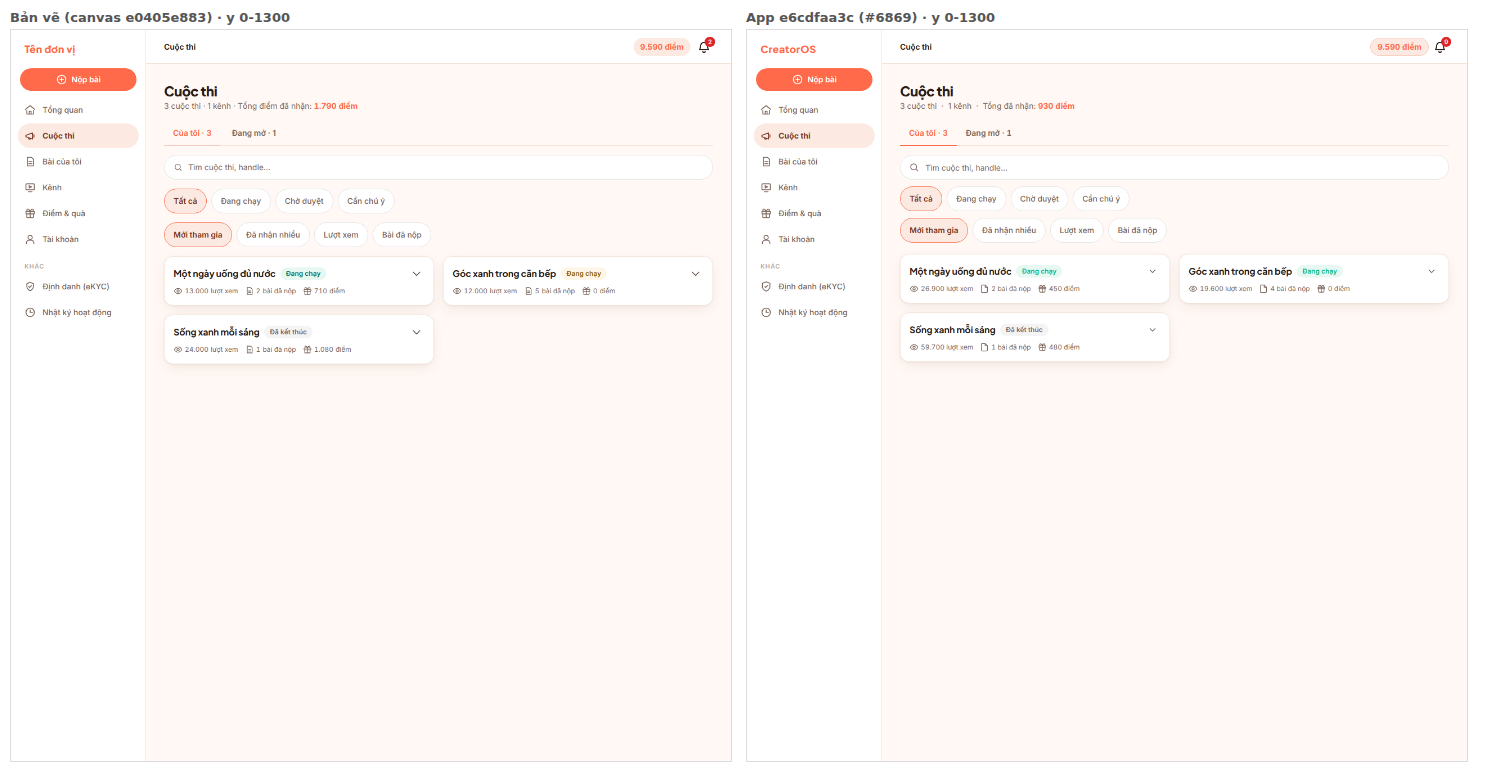 Bản vẽ (canvas e0405e883) · y 0-1300
Tên đơn vị
Nộp bài
Tổng quan
Cuộc thi
Bài của tôi
Kênh
Điểm & quà
Tài khoản
KHÁC
Định danh (eKYC)
Nhật ký hoạt động
Cuộc thi
9.590 điểm
2
Cuộc thi
3 cuộc thi · 1 kênh · Tổng điểm đã nhận: 1.790 điểm
Của tôi · 3 Đang mở · 1
Tìm cuộc thi, handle...
Tất cả Đang chạy Chờ duyệt Cần chú ý
Mới tham gia Đã nhận nhiều Lượt xem Bài đã nộp
Một ngày uống đủ nước Đang chạy
13.000 lượt xem 2 bài đã nộp 710 điểm
Góc xanh trong căn bếp Đang chạy
12.000 lượt xem 5 bài đã nộp 0 điểm
Sống xanh mỗi sáng Đã kết thúc
24.000 lượt xem 1 bài đã nộp 1.080 điểm
App e6cdfaa3c (#6869) · y 0-1300
CreatorOS
Nộp bài
Tổng quan
Cuộc thi
Bài của tôi
Kênh
Điểm & quà
Tài khoản
KHÁC
Định danh (eKYC)
Nhật ký hoạt động
Cuộc thi
9.590 điểm
0
Cuộc thi
3 cuộc thi · 1 kênh · Tổng đã nhận: 930 điểm
Của tôi · 3 Đang mở · 1
Tìm cuộc thi, handle...
Tất cả Đang chạy Chờ duyệt Cần chú ý
Mới tham gia Đã nhận nhiều Lượt xem Bài đã nộp
Một ngày uống đủ nước Đang chạy
26.900 lượt xem 2 bài đã nộp 450 điểm
Góc xanh trong căn bếp Đang chạy
19.600 lượt xem 4 bài đã nộp 0 điểm
Sống xanh mỗi sáng Đã kết thúc
59.700 lượt xem 1 bài đã nộp 480 điểm